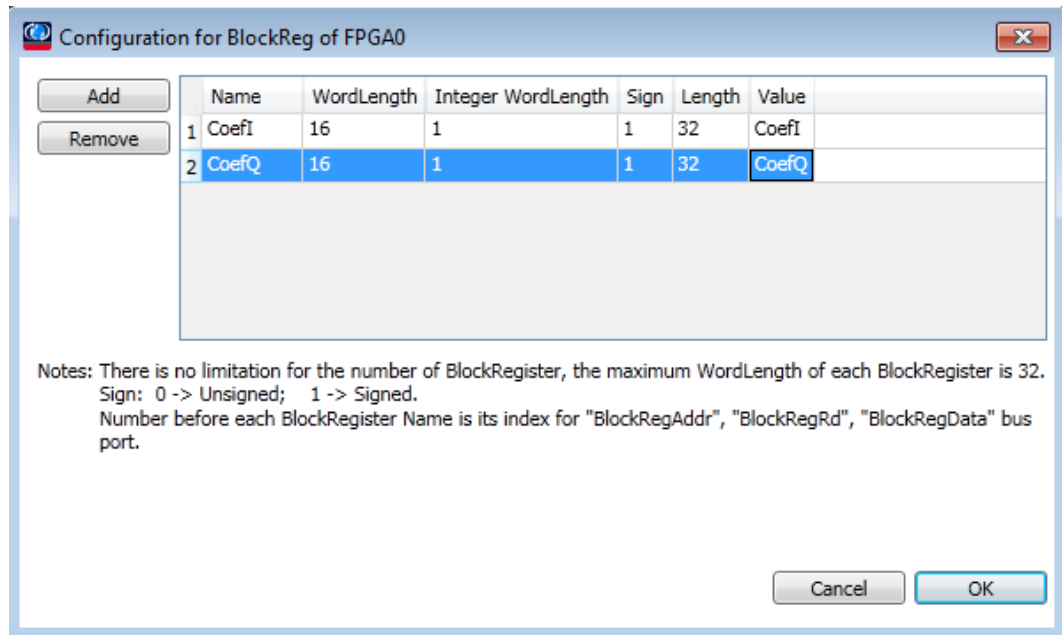 Configuration for BlockReg of FPGA0
Add
Remove
Name WordLength Integer WordLength Sign Length Value
1 CoefI 16 1 1 32 CoefI
2 CoefQ 16 1 1 32 CoefQ
Notes: There is no limitation for the number of BlockRegister, the maximum WordLength of each BlockRegister is 32.
Sign: 0 -> Unsigned; 1 -> Signed.
Number before each BlockRegister Name is its index for "BlockRegAddr", "BlockRegRd", "BlockRegData" bus
port.
Cancel OK